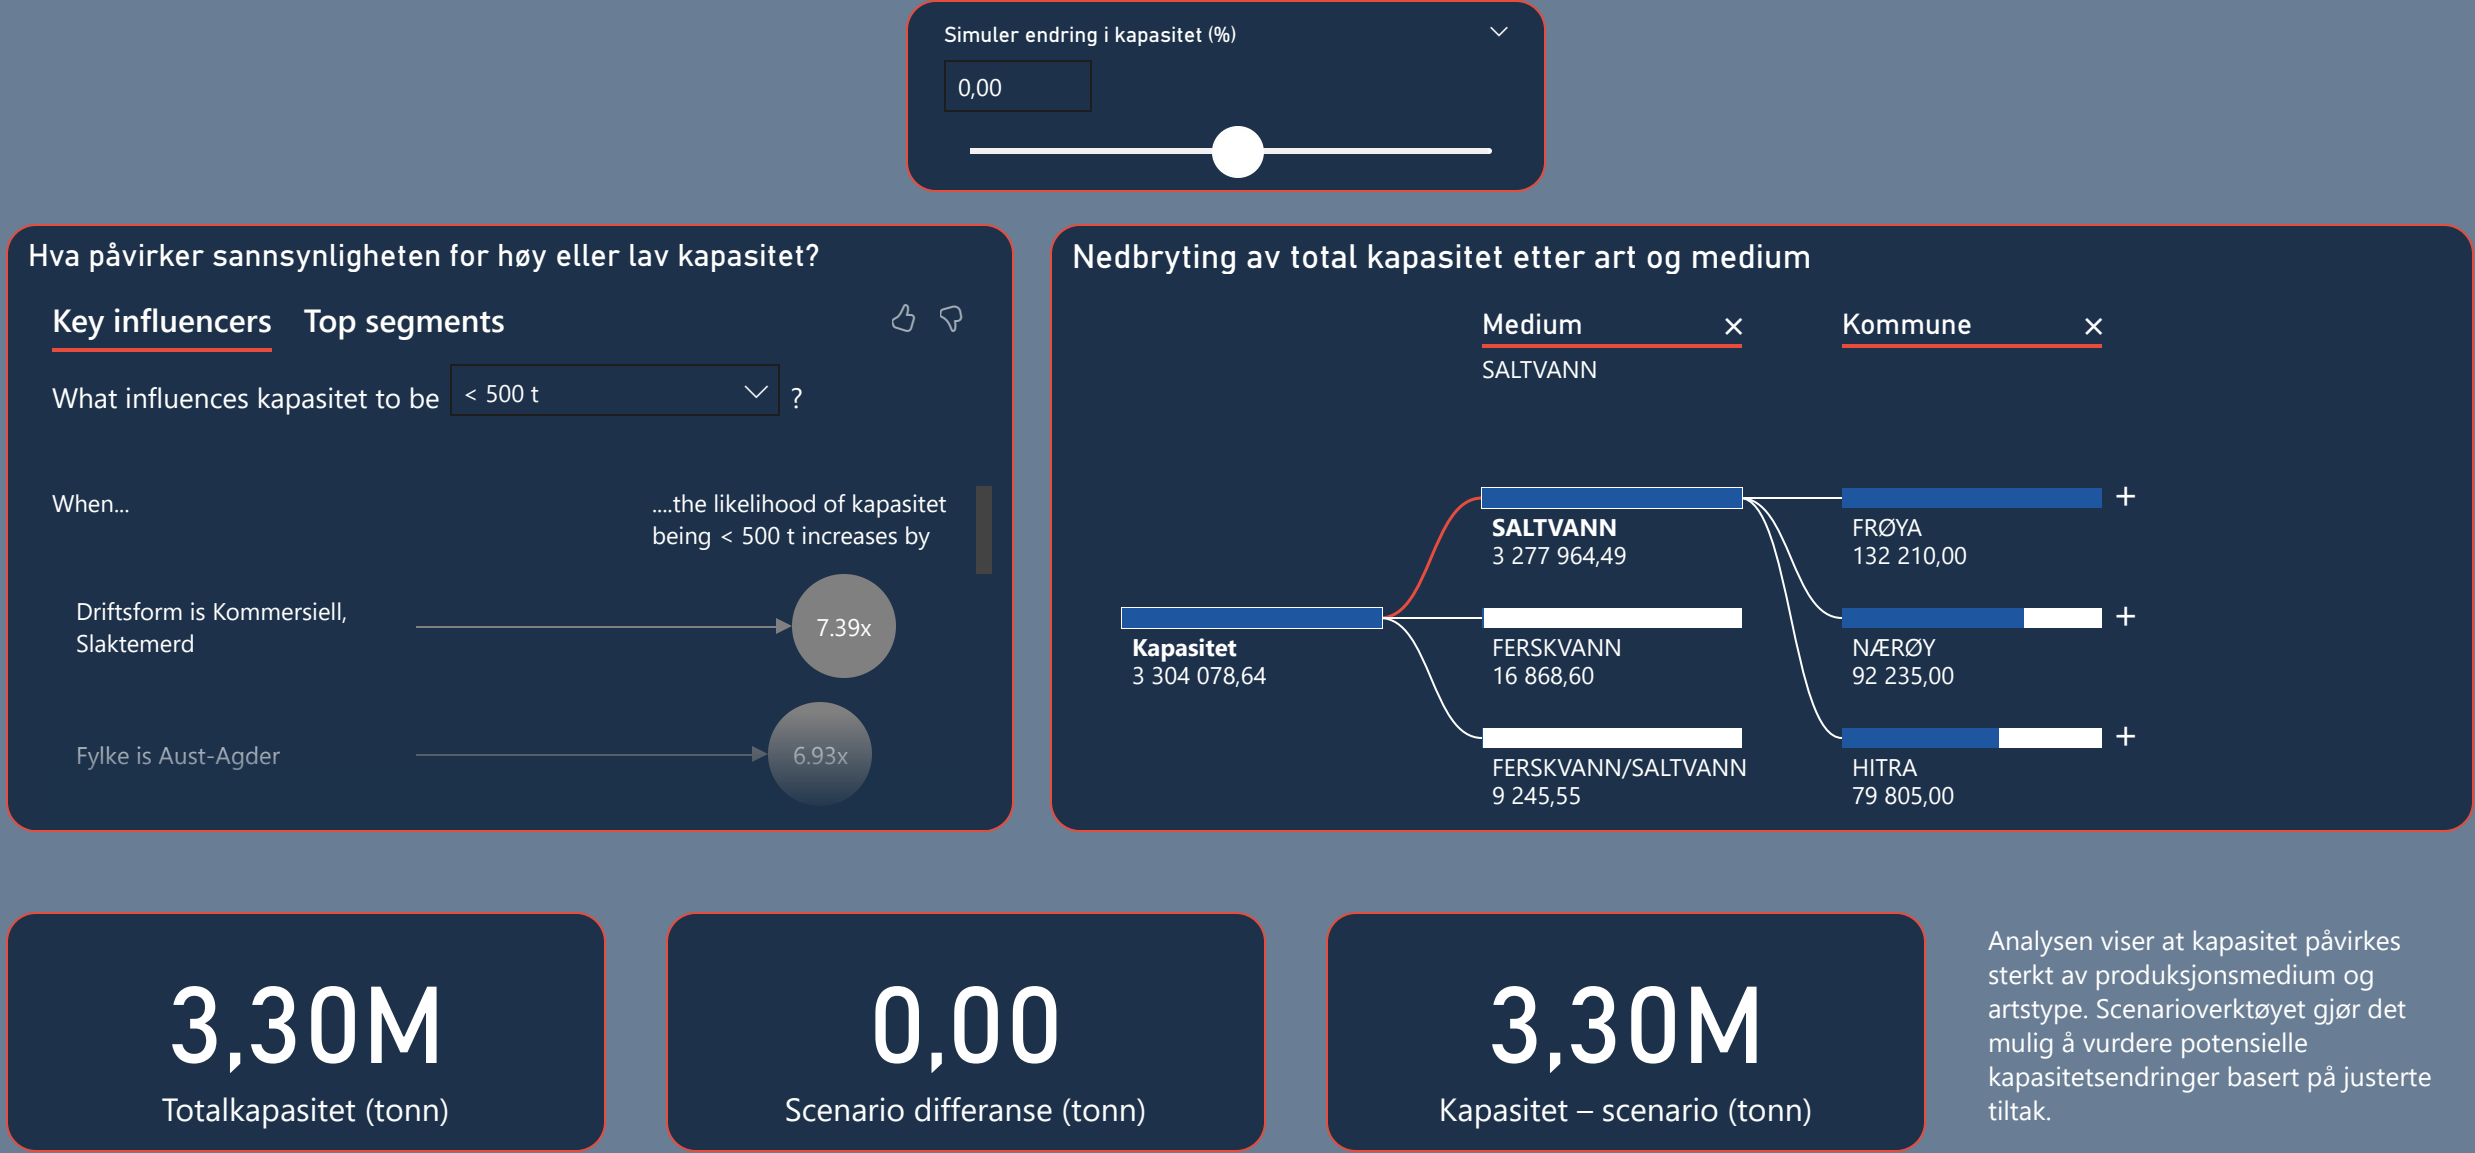 Simuler endring i kapasitet (%)
0,00
Hva påvirker sannsynligheten for høy eller lav kapasitet?
Key influencers
Top segments
What influences kapasitet to be
< 500 t
?
When...
....the likelihood of kapasitet
being < 500 t increases by
Driftsform is Kommersiell,
Slaktemerd
7.39x
Fylke is Aust-Agder
6.93x
Nedbryting av total kapasitet etter art og medium
Medium
SALTVANN
Kommune
Kapasitet
3 304 078,64
SALTVANN
3 277 964,49
FERSKVANN
16 868,60
FERSKVANN/SALTVANN
9 245,55
FRØYA
132 210,00
NÆRØY
92 235,00
HITRA
79 805,00
3,30M
Totalkapasitet (tonn)
0,00
Scenario differanse (tonn)
3,30M
Kapasitet – scenario (tonn)
Analysen viser at kapasitet påvirkes
sterkt av produksjonsmedium og
artstype. Scenarioverktøyet gjør det
mulig å vurdere potensielle
kapasitetsendringer basert på justerte
tiltak.